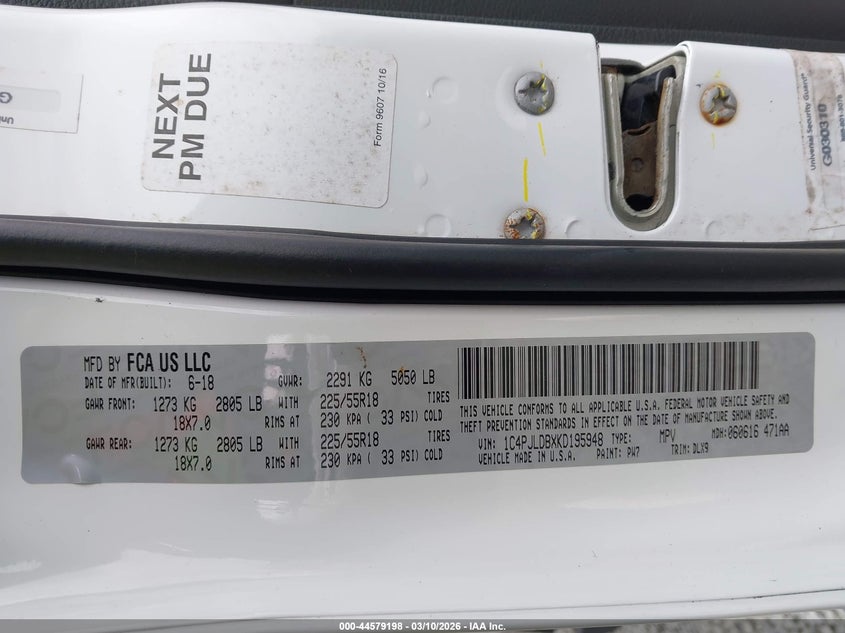 NEXT
PM DUE
Form 9607 10/16
Universal Security Guard
G030310
MFD BY FCA US LLC
DATE OF MFR(BUILT): 6-18 GVWR: 2291 KG 5050 LB
GAWR FRONT: 1273 KG 2805 LB WITH 225/55R18 TIRES
18X7.0 RIMS AT 230 KPA ( 33 PSI) COLD
GAWR REAR: 1273 KG 2805 LB WITH 225/55R18 TIRES
18X7.0 RIMS AT 230 KPA ( 33 PSI) COLD
THIS VEHICLE CONFORMS TO ALL APPLICABLE U.S.A. FEDERAL MOTOR VEHICLE SAFETY AND
THEFT PREVENTION STANDARDS IN EFFECT ON THE DATE OF MANUFACTURE SHOWN ABOVE.
VIN: 1C4PJLDBXKD195948 TYPE: MPV MDH: 060616 471AA
VEHICLE MADE IN U.S.A. PAINT: PW7 TRIM: DLX9
000-44579198 - 03/10/2026 - IAA Inc.